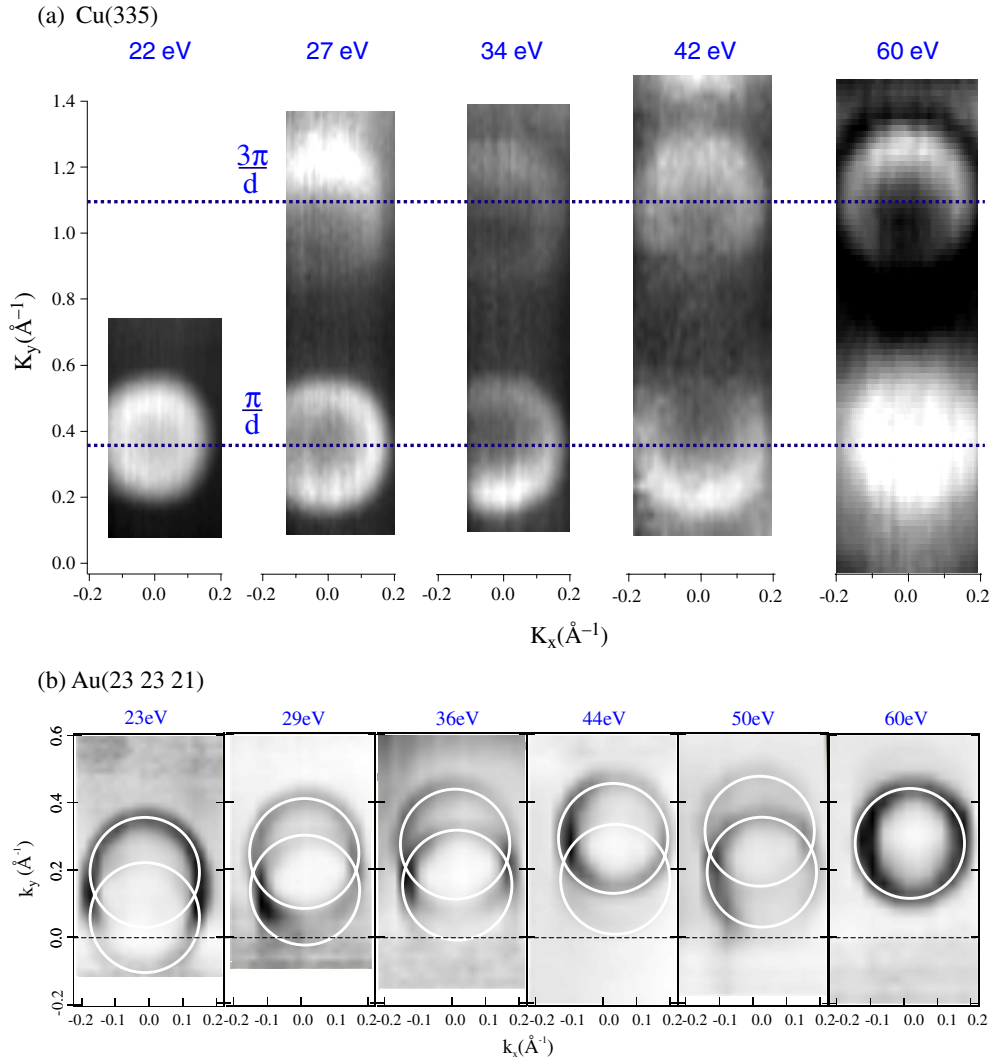 (a) Cu(335)
22 eV 27 eV 34 eV 42 eV 60 eV
1.4
1.2
3π
d
1.0
0.8
K_y(Å⁻¹)
0.6
π
d
0.4
0.2
0.0
-0.2 0.0 0.2 -0.2 0.0 0.2 -0.2 0.0 0.2 -0.2 0.0 0.2 -0.2 0.0 0.2
K_x(Å⁻¹)
(b) Au(23 23 21)
23eV 29eV 36eV 44eV 50eV 60eV
0.6
0.4
k_y (Å⁻¹)
0.2
0.0
-0.2
-0.2 -0.1 0.0 0.1 0.2 -0.2 -0.1 0.0 0.1 0.2 -0.2 -0.1 0.0 0.1 0.2 -0.2 -0.1 0.0 0.1 0.2 -0.2 -0.1 0.0 0.1 0.2 -0.2 -0.1 0.0 0.1 0.2
k_x(Å⁻¹)